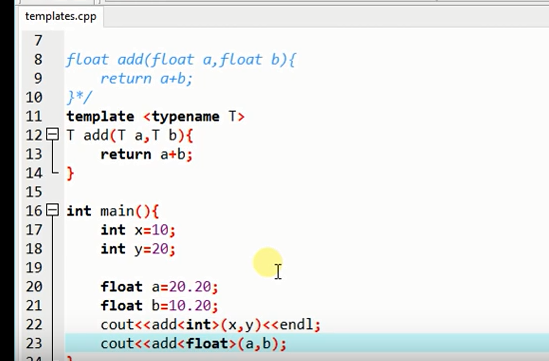 templates.cpp
7
8 float add(float a,float b){
9 return a+b;
10 }*/
11 template <typename T>
12 T add(T a,T b){
13 return a+b;
14 }
15
16 int main(){
17 int x=10;
18 int y=20;
19
20 float a=20.20;
21 float b=10.20;
22 cout<<add<int>(x,y)<<endl;
23 cout<<add<float>(a,b);